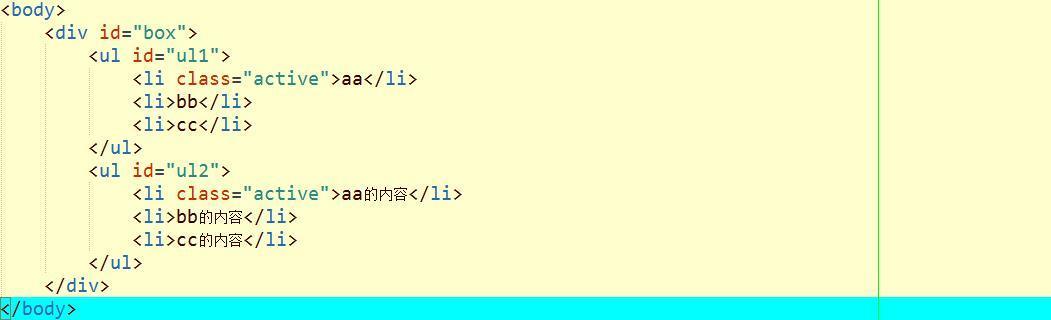 <body>
    <div id="box">
        <ul id="ul1">
            <li class="active">aa</li>
            <li>bb</li>
            <li>cc</li>
        </ul>
        <ul id="ul2">
            <li class="active">aa的内容</li>
            <li>bb的内容</li>
            <li>cc的内容</li>
        </ul>
    </div>
</body>